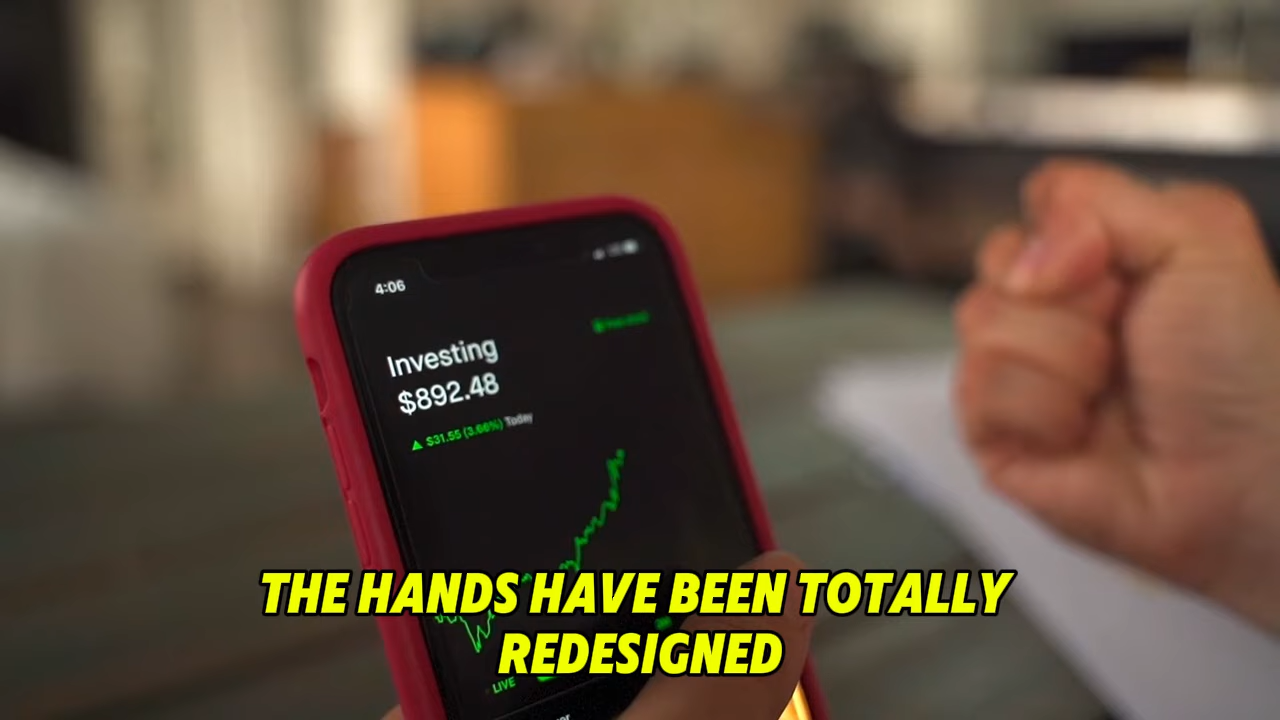 4:06
Investing
$892.48
▲ $31.55 (3.66%) Today
LIVE
THE HANDS HAVE BEEN TOTALLY
REDESIGNED